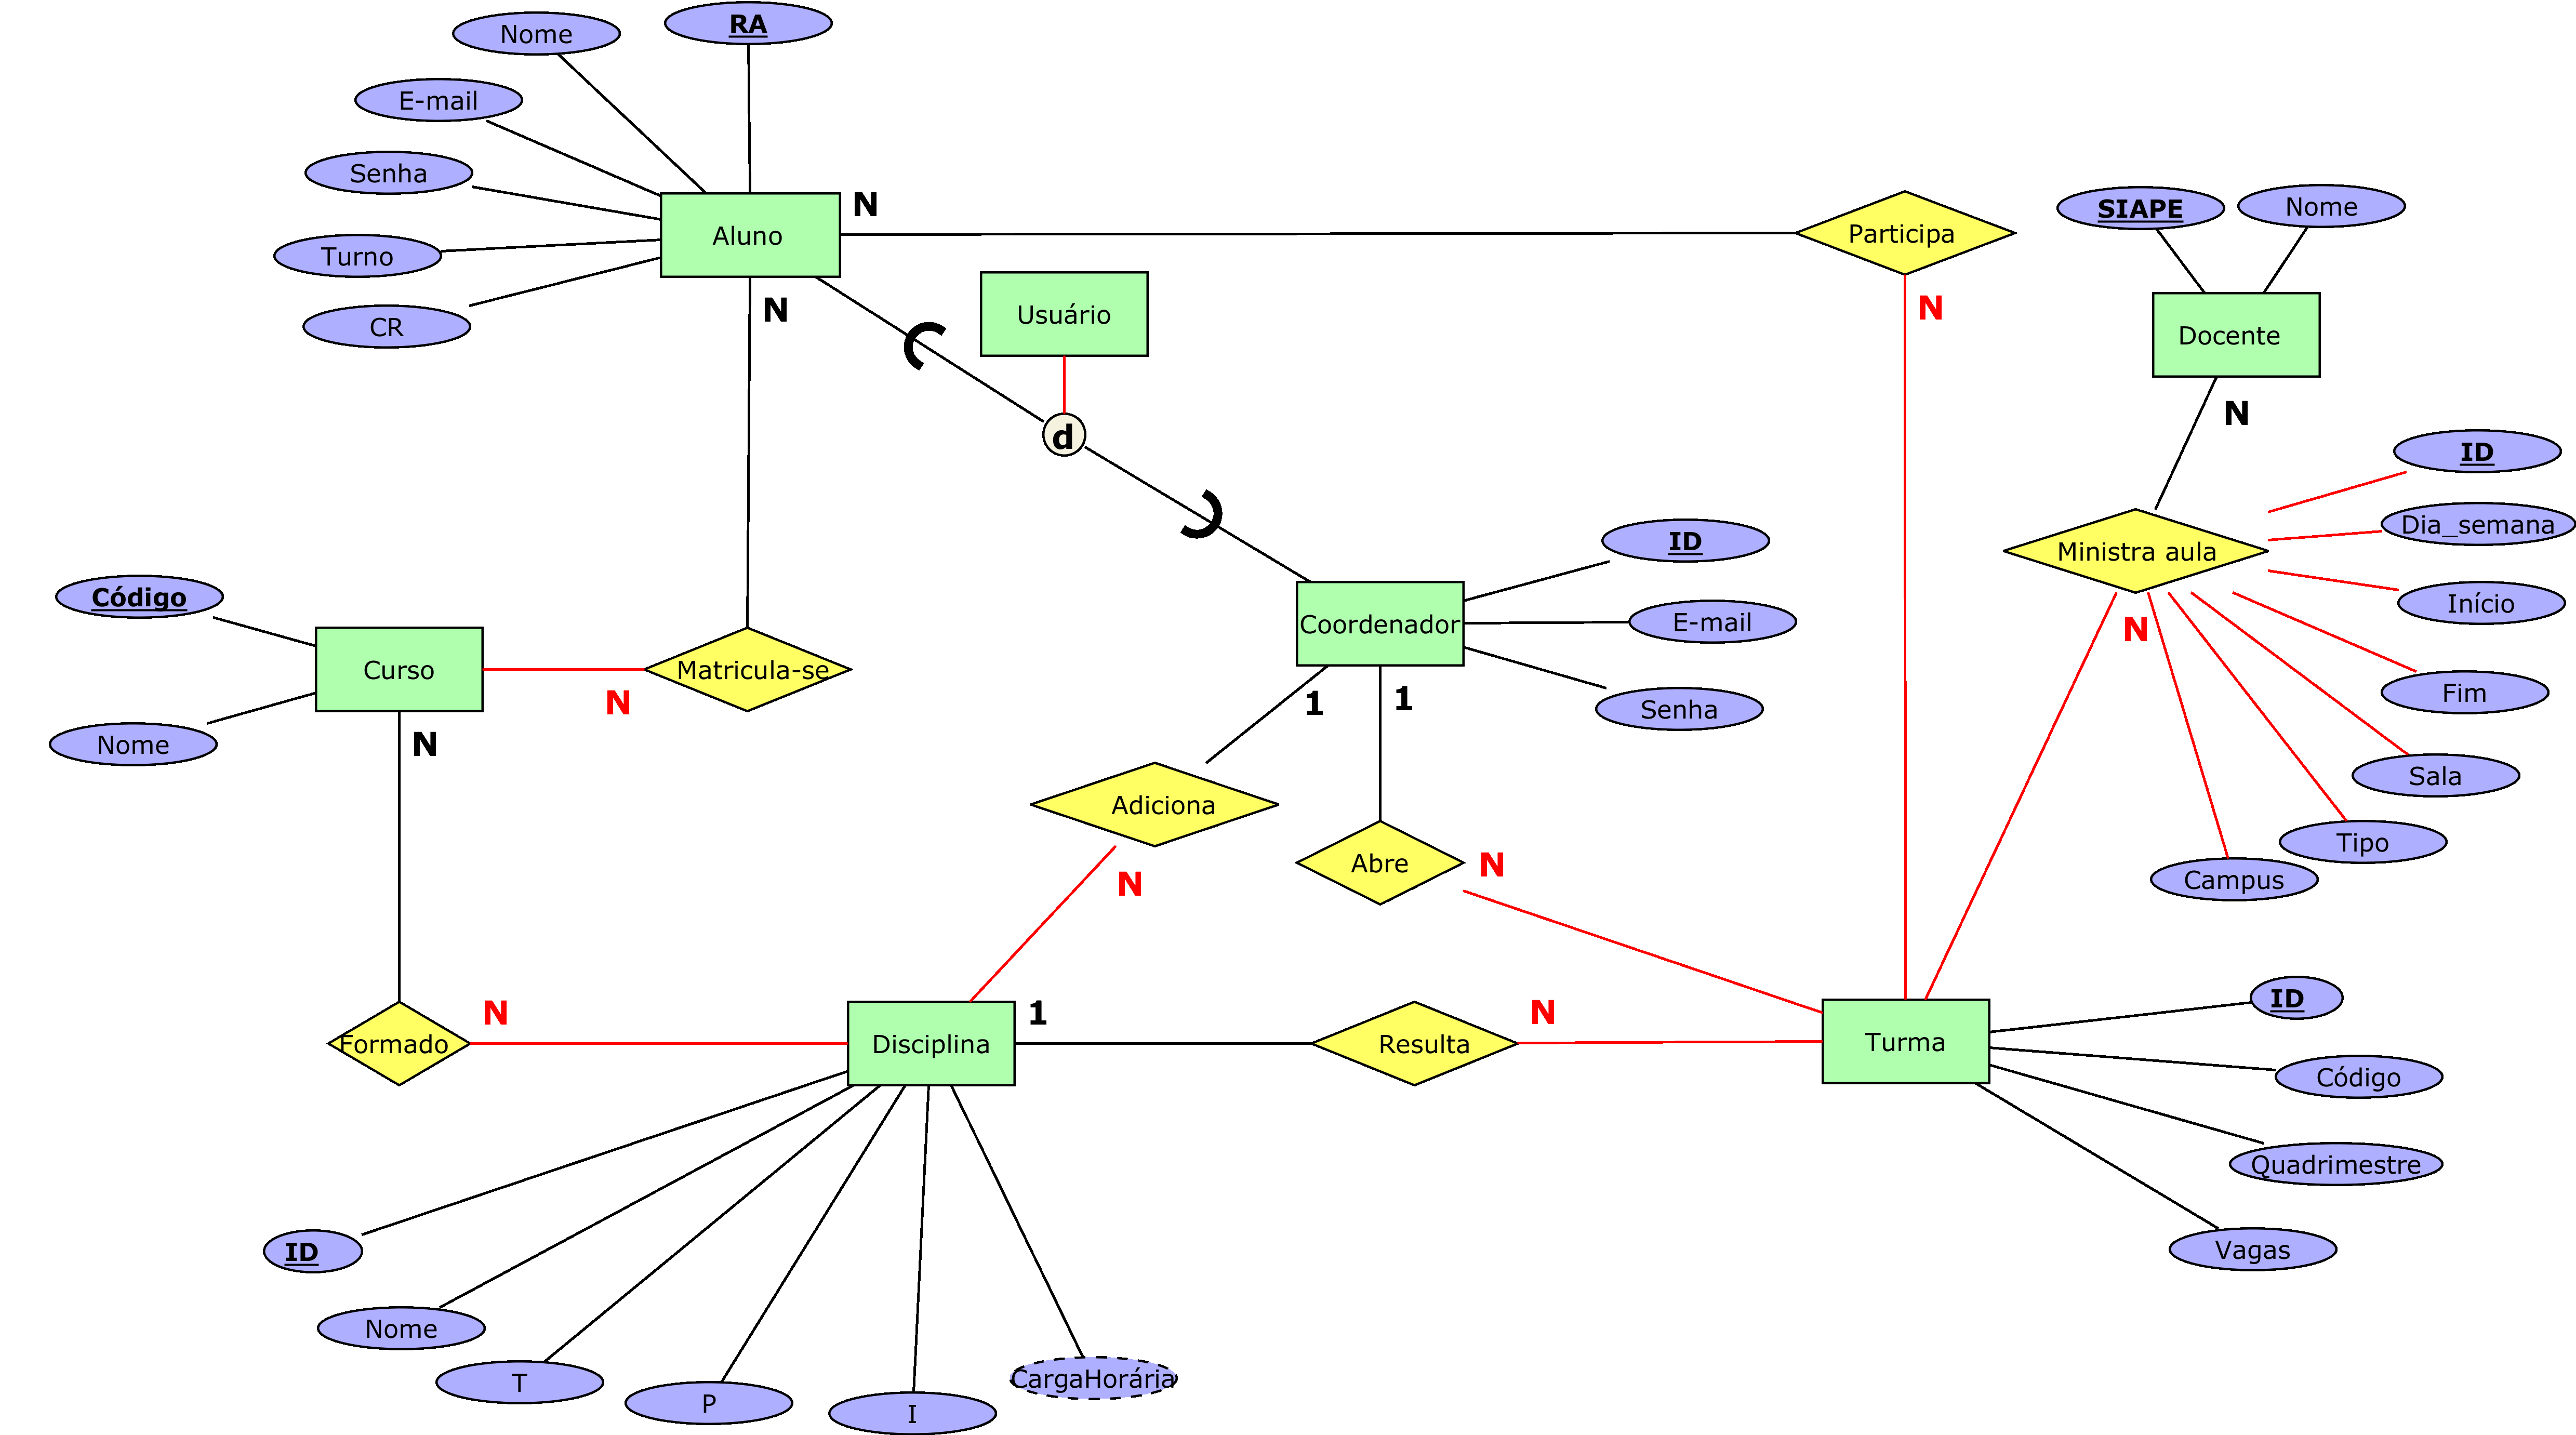 RA
Nome
E-mail
Senha
Turno
CR
Aluno
N
N
Participa
N
SIAPE
Nome
Docente
N
Usuário
d
ID
Dia_semana
Início
Fim
Sala
Tipo
Campus
Ministra aula
N
ID
E-mail
Senha
Coordenador
1
1
Código
Nome
Curso
N
Matricula-se
N
Adiciona
N
Abre
N
Formado
N
Disciplina
1
Resulta
N
Turma
ID
Código
Quadrimestre
Vagas
ID
Nome
T
P
I
CargaHorária